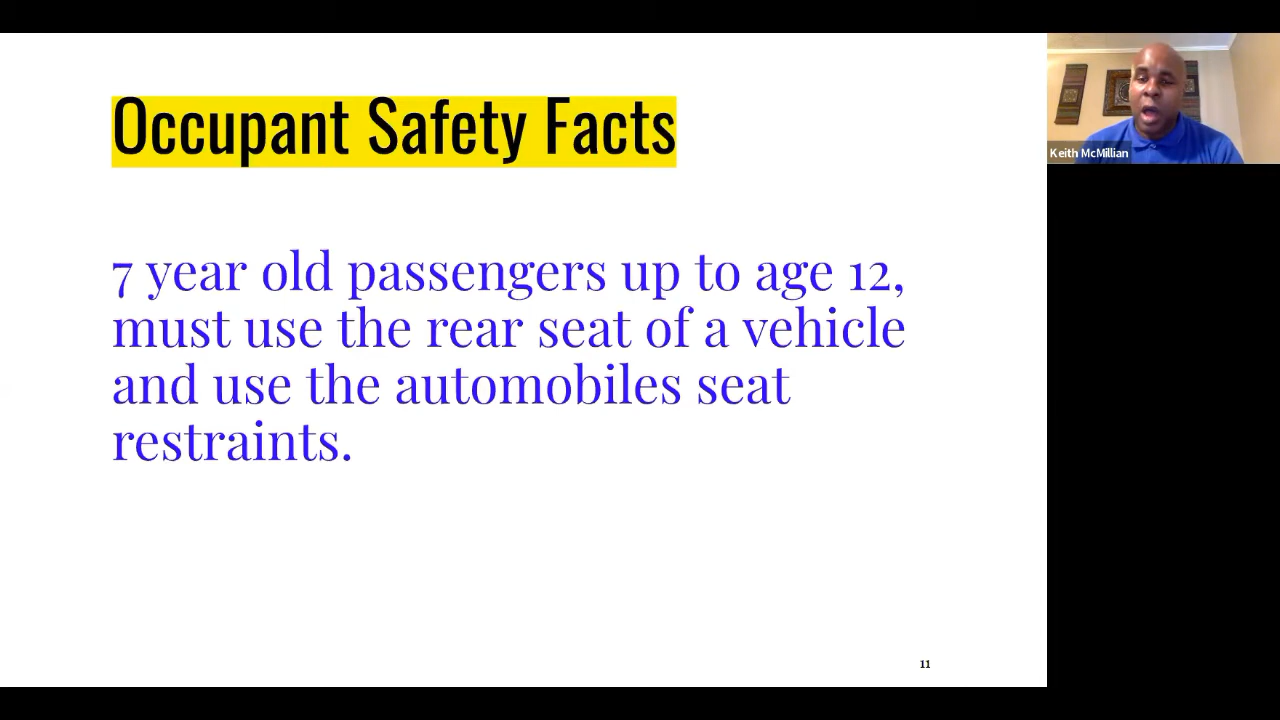 Occupant Safety Facts
7 year old passengers up to age 12,
must use the rear seat of a vehicle
and use the automobiles seat
restraints.
11
Keith McMillian